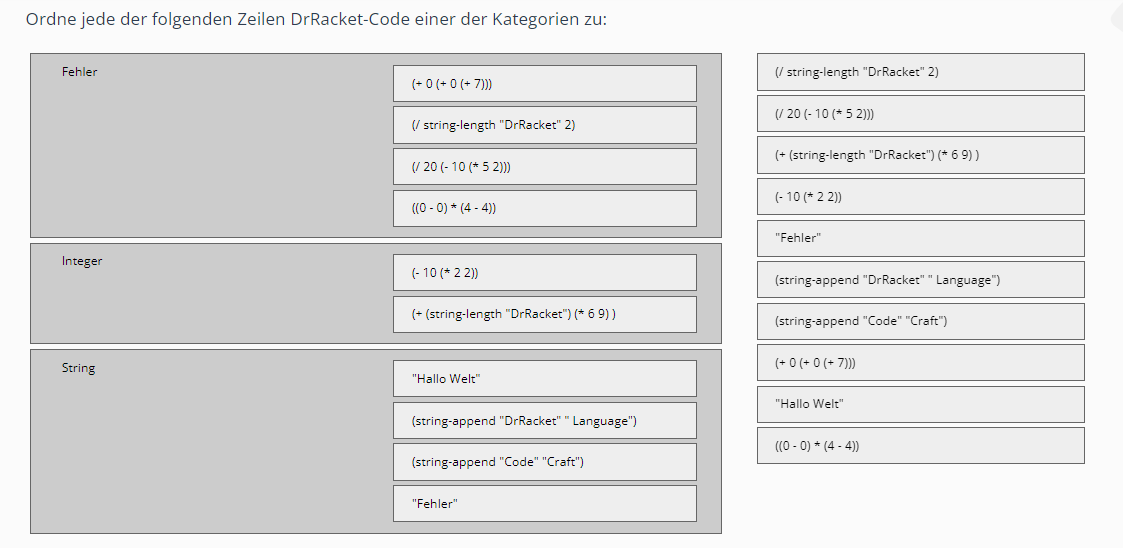 Ordne jede der folgenden Zeilen DrRacket-Code einer der Kategorien zu:
Fehler
(+ 0 (+ 0 (+ 7)))
(/ string-length "DrRacket" 2)
(/ 20 (- 10 (* 5 2)))
((0 - 0) * (4 - 4))
Integer
(- 10 (* 2 2))
(+ (string-length "DrRacket") (* 6 9) )
String
"Hallo Welt"
(string-append "DrRacket" " Language")
(string-append "Code" "Craft")
"Fehler"
(/ string-length "DrRacket" 2)
(/ 20 (- 10 (* 5 2)))
(+ (string-length "DrRacket") (* 6 9) )
(- 10 (* 2 2))
"Fehler"
(string-append "DrRacket" " Language")
(string-append "Code" "Craft")
(+ 0 (+ 0 (+ 7)))
"Hallo Welt"
((0 - 0) * (4 - 4))